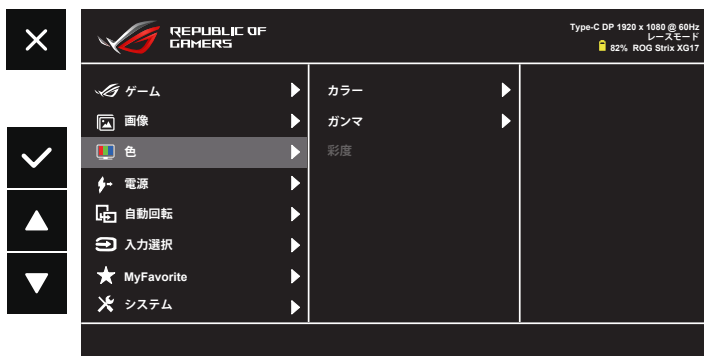 REPUBLIC OF
GAMERS
Type-C DP 1920 x 1080 @ 60Hz
レースモード
82% ROG Strix XG17
ゲーム
カラー
画像
ガンマ
色
彩度
電源
自動回転
入力選択
MyFavorite
システム